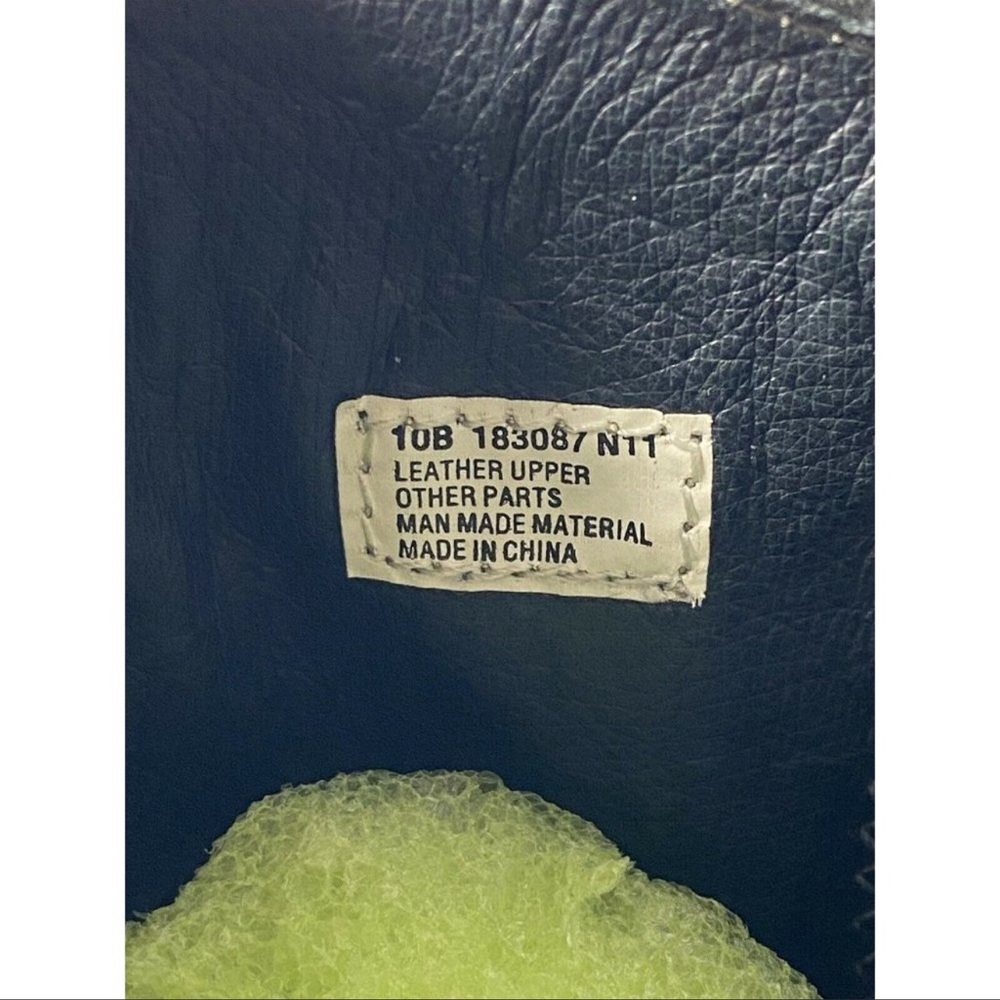 10B 183087 N11
LEATHER UPPER
OTHER PARTS
MAN MADE MATERIAL
MADE IN CHINA